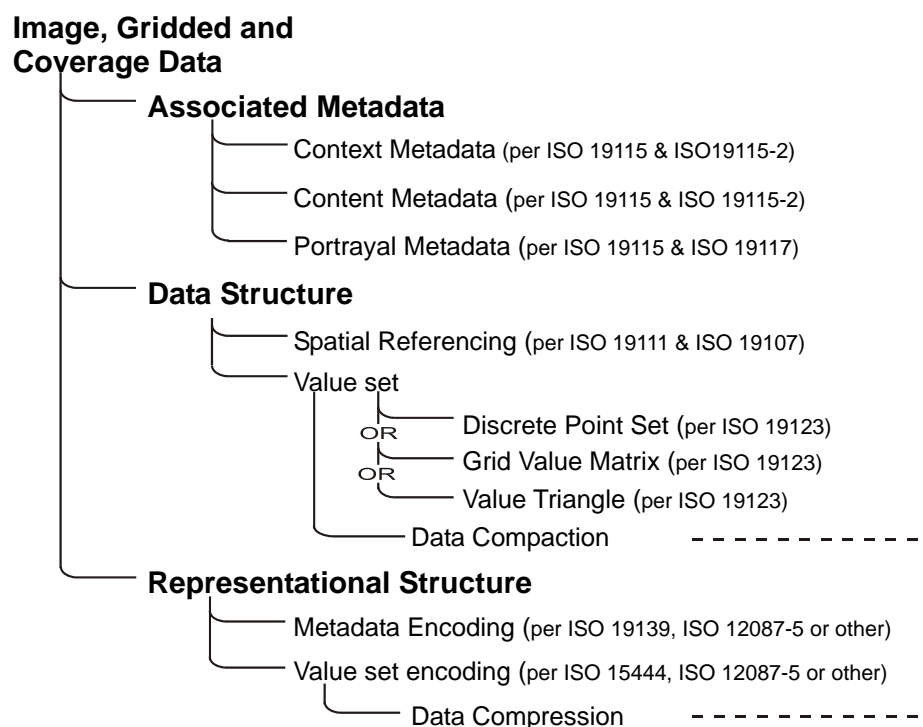 Image, Gridded and
Coverage Data
Associated Metadata
Context Metadata (per ISO 19115 & ISO19115-2)
Content Metadata (per ISO 19115 & ISO 19115-2)
Portrayal Metadata (per ISO 19115 & ISO 19117)
Data Structure
Spatial Referencing (per ISO 19111 & ISO 19107)
Value set
Discrete Point Set (per ISO 19123)
OR
Grid Value Matrix (per ISO 19123)
OR
Value Triangle (per ISO 19123)
Data Compaction
Representational Structure
Metadata Encoding (per ISO 19139, ISO 12087-5 or other)
Value set encoding (per ISO 15444, ISO 12087-5 or other)
Data Compression